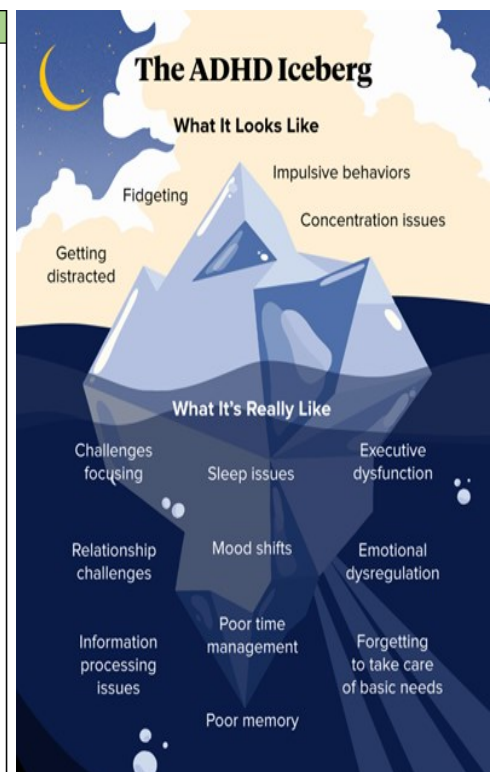 The ADHD Iceberg
What It Looks Like
Impulsive behaviors
Fidgeting
Concentration issues
Getting
distracted
What It's Really Like
Challenges
focusing
Sleep issues
Executive
dysfunction
Relationship
challenges
Mood shifts
Emotional
dysregulation
Information
processing
issues
Poor time
management
Forgetting
to take care
of basic needs
Poor memory